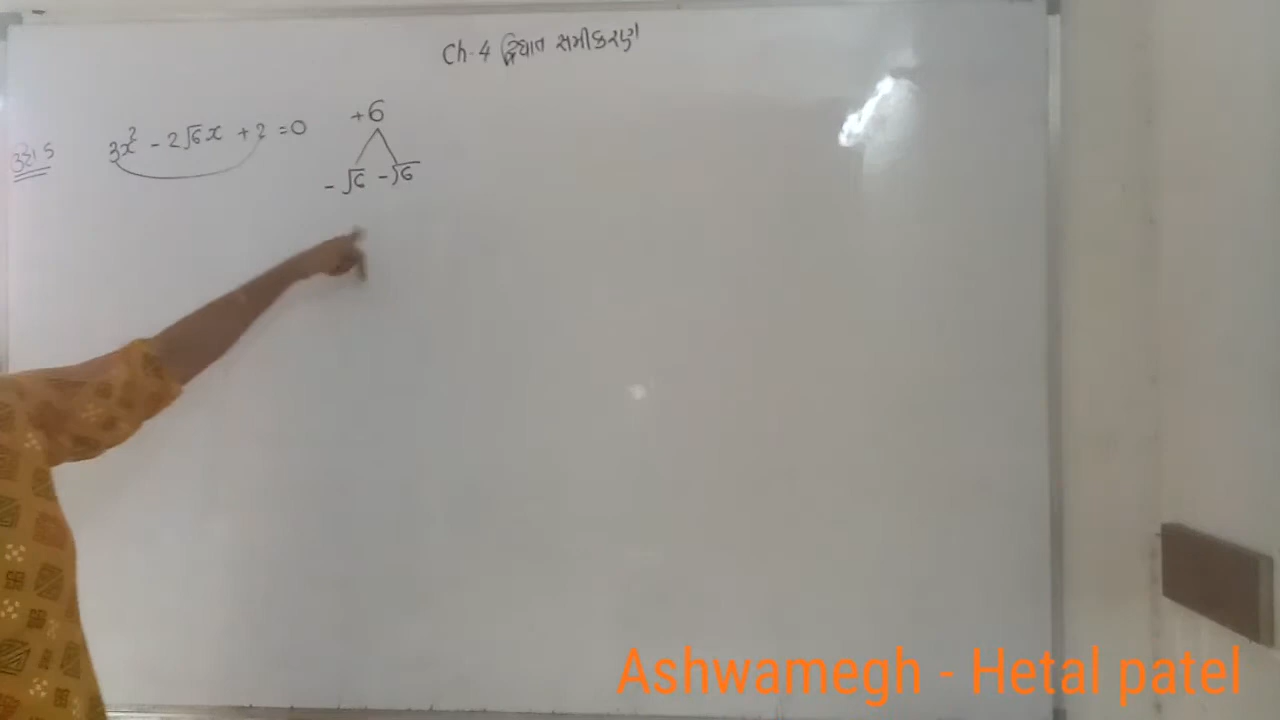 Ch-4 દ્વિઘાત સમીકરણ
ઉદા 5 3x² - 2√6x + 2 = 0
+6
-√6 -√6
Ashwamegh - Hetal patel